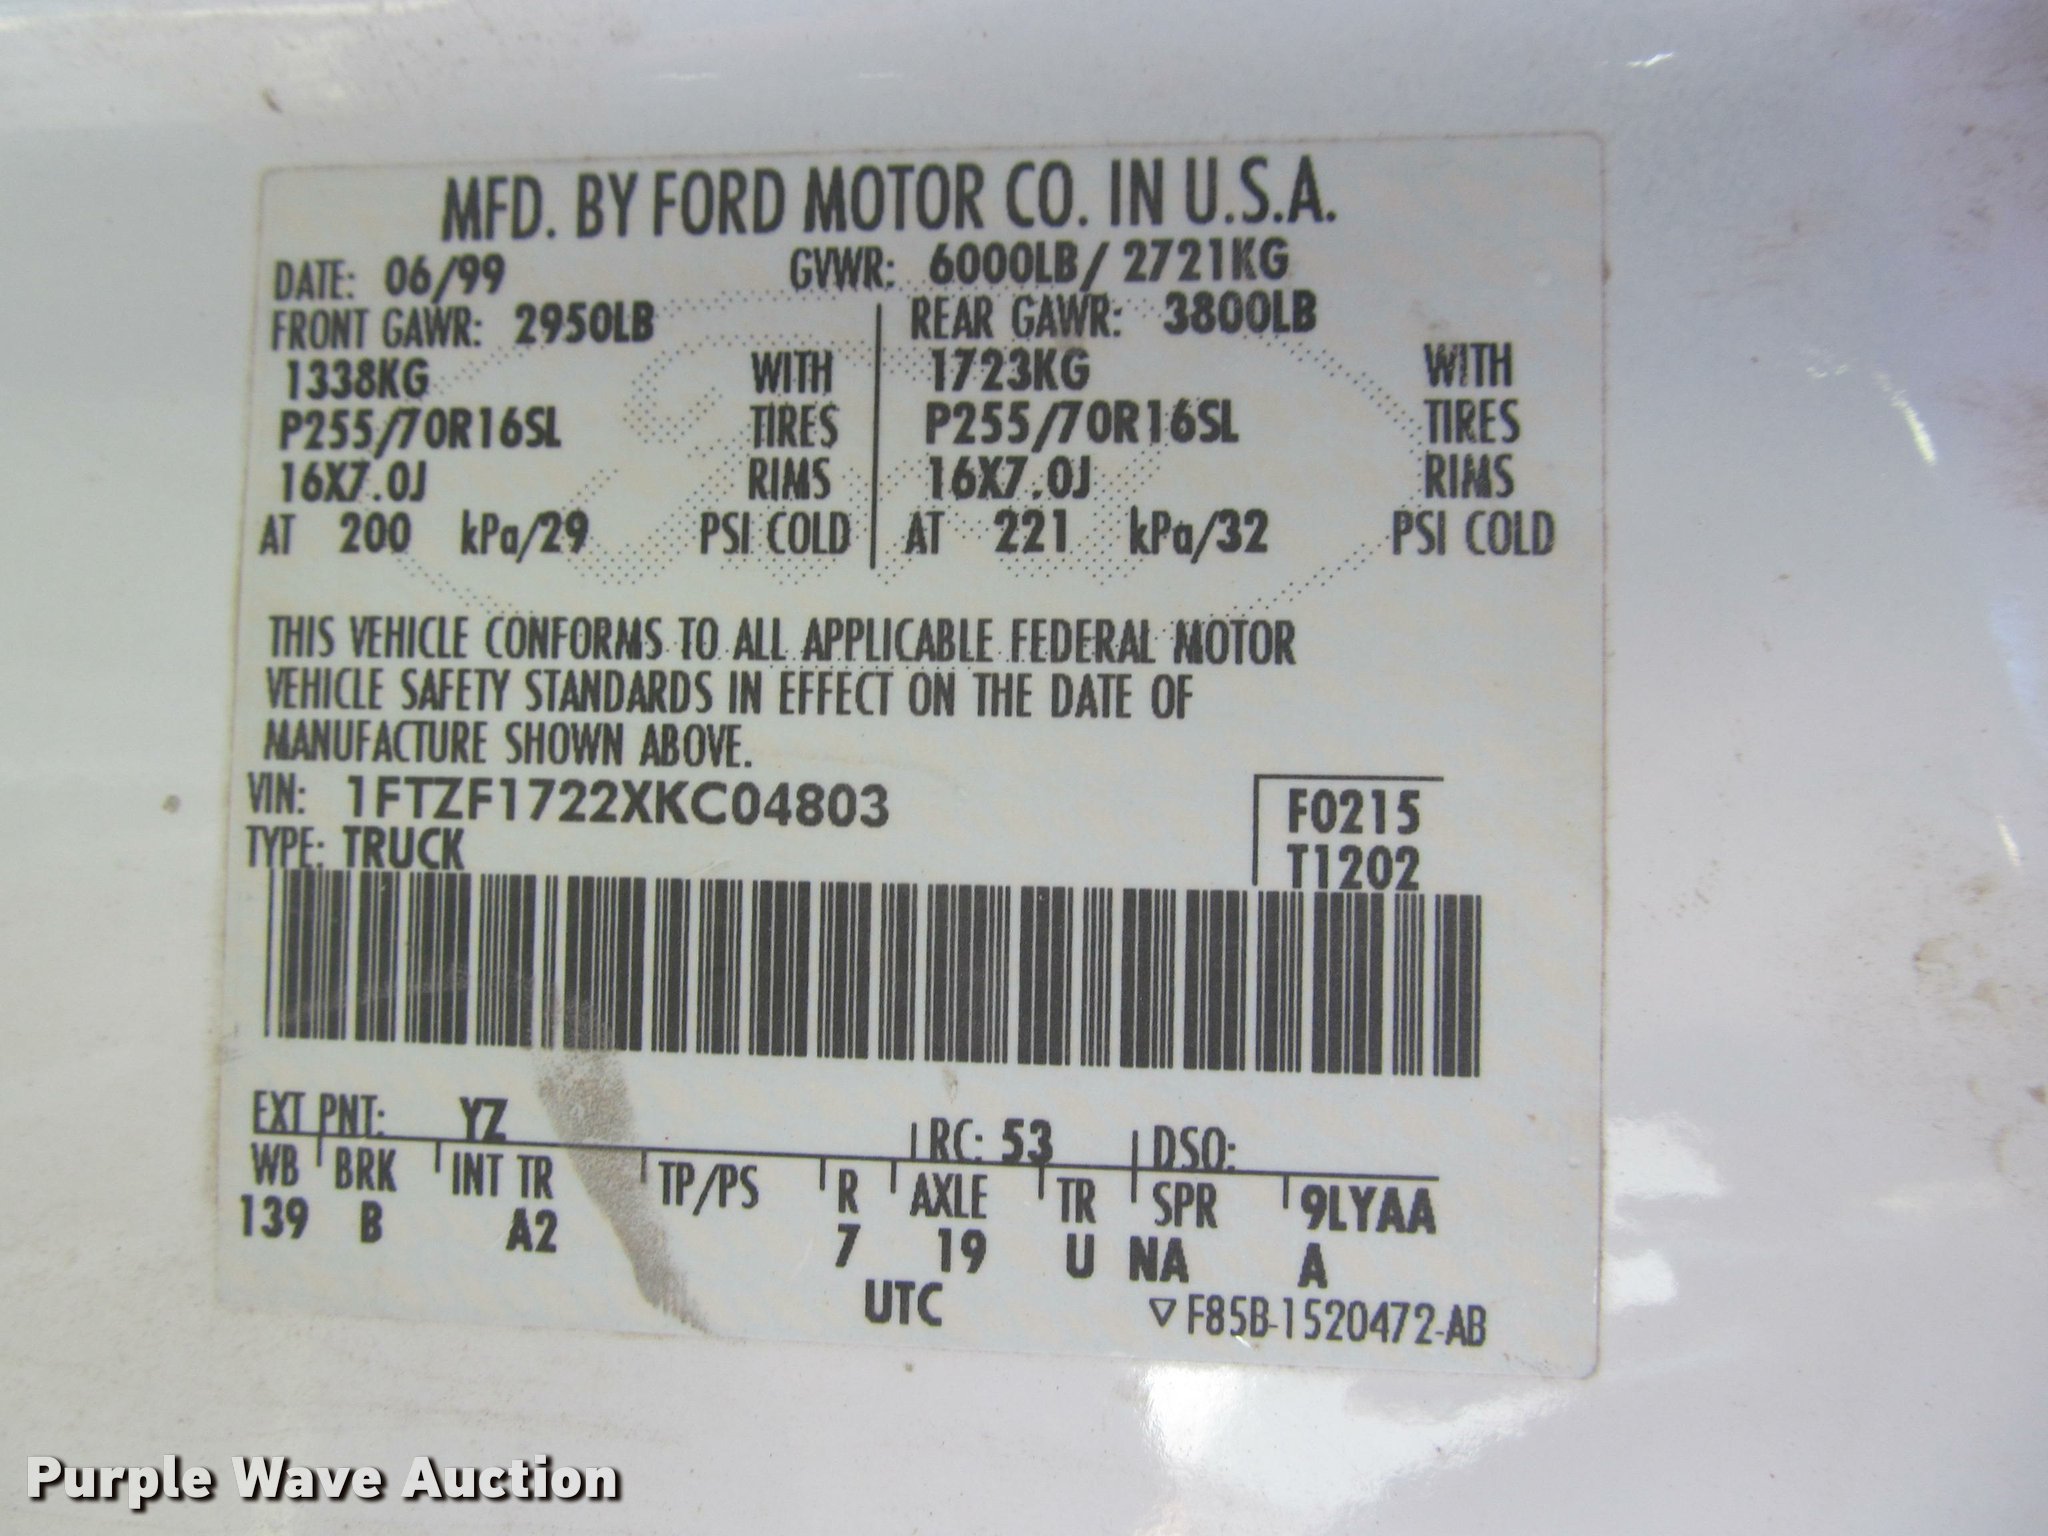 MFD. BY FORD MOTOR CO. IN U.S.A.
DATE: 06/99 GVWR: 6000LB/ 2721KG
FRONT GAWR: 2950LB REAR GAWR: 3800LB
1338KG WITH 1723KG WITH
P255/70R16SL TIRES P255/70R16SL TIRES
16X7.0J RIMS 16X7.0J RIMS
AT 200 kPa/29 PSI COLD AT 221 kPa/32 PSI COLD
THIS VEHICLE CONFORMS TO ALL APPLICABLE FEDERAL MOTOR
VEHICLE SAFETY STANDARDS IN EFFECT ON THE DATE OF
MANUFACTURE SHOWN ABOVE.
VIN: 1FTZF1722XKC04803 F0215
TYPE: TRUCK T1202
EXT PNT: YZ RC: 53 DSO:
WB BRK INT TR TP/PS R AXLE TR SPR 9LYAA
139 B A2 7 19 U NA A
UTC ▽ F85B-1520472-AB
Purple Wave Auction